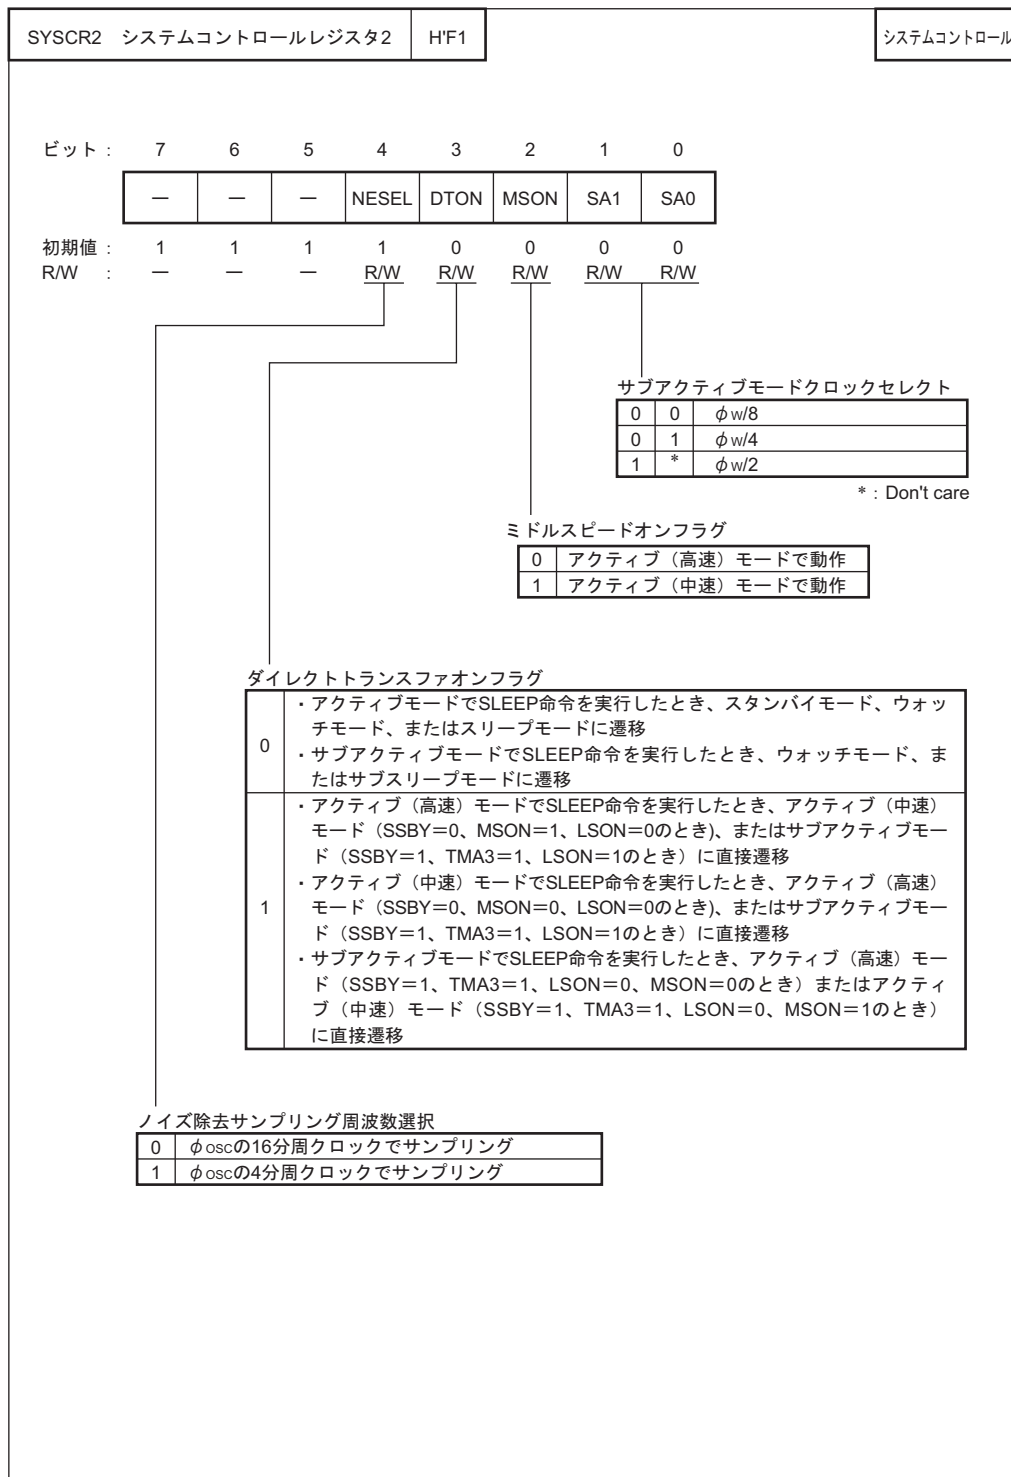 SYSCR2 システムコントロールレジスタ2 H'F1 システムコントロール
ビット : 7 6 5 4 3 2 1 0
— — — NESEL DTON MSON SA1 SA0
初期値 : 1 1 1 1 0 0 0 0
R/W : — — — R/W R/W R/W R/W R/W
サブアクティブモードクロックセレクト
0 0 φw/8
0 1 φw/4
1 * φw/2
* : Don't care
ミドルスピードオンフラグ
0 アクティブ（高速）モードで動作
1 アクティブ（中速）モードで動作
ダイレクトトランスファオンフラグ
0
・アクティブモードでSLEEP命令を実行したとき、スタンバイモード、ウォッ
チモード、またはスリープモードに遷移
・サブアクティブモードでSLEEP命令を実行したとき、ウォッチモード、ま
たはサブスリープモードに遷移
1
・アクティブ（高速）モードでSLEEP命令を実行したとき、アクティブ（中速）
モード（SSBY＝0、MSON＝1、LSON＝0のとき)、またはサブアクティブモー
ド（SSBY＝1、TMA3＝1、LSON＝1のとき）に直接遷移
・アクティブ（中速）モードでSLEEP命令を実行したとき、アクティブ（高速）
モード（SSBY＝0、MSON＝0、LSON＝0のとき)、またはサブアクティブモー
ド（SSBY＝1、TMA3＝1、LSON＝1のとき）に直接遷移
・サブアクティブモードでSLEEP命令を実行したとき、アクティブ（高速）モー
ド（SSBY＝1、TMA3＝1、LSON＝0、MSON＝0のとき）またはアクティ
ブ（中速）モード（SSBY＝1、TMA3＝1、LSON＝0、MSON＝1のとき）
に直接遷移
ノイズ除去サンプリング周波数選択
0 φoscの16分周クロックでサンプリング
1 φoscの4分周クロックでサンプリング